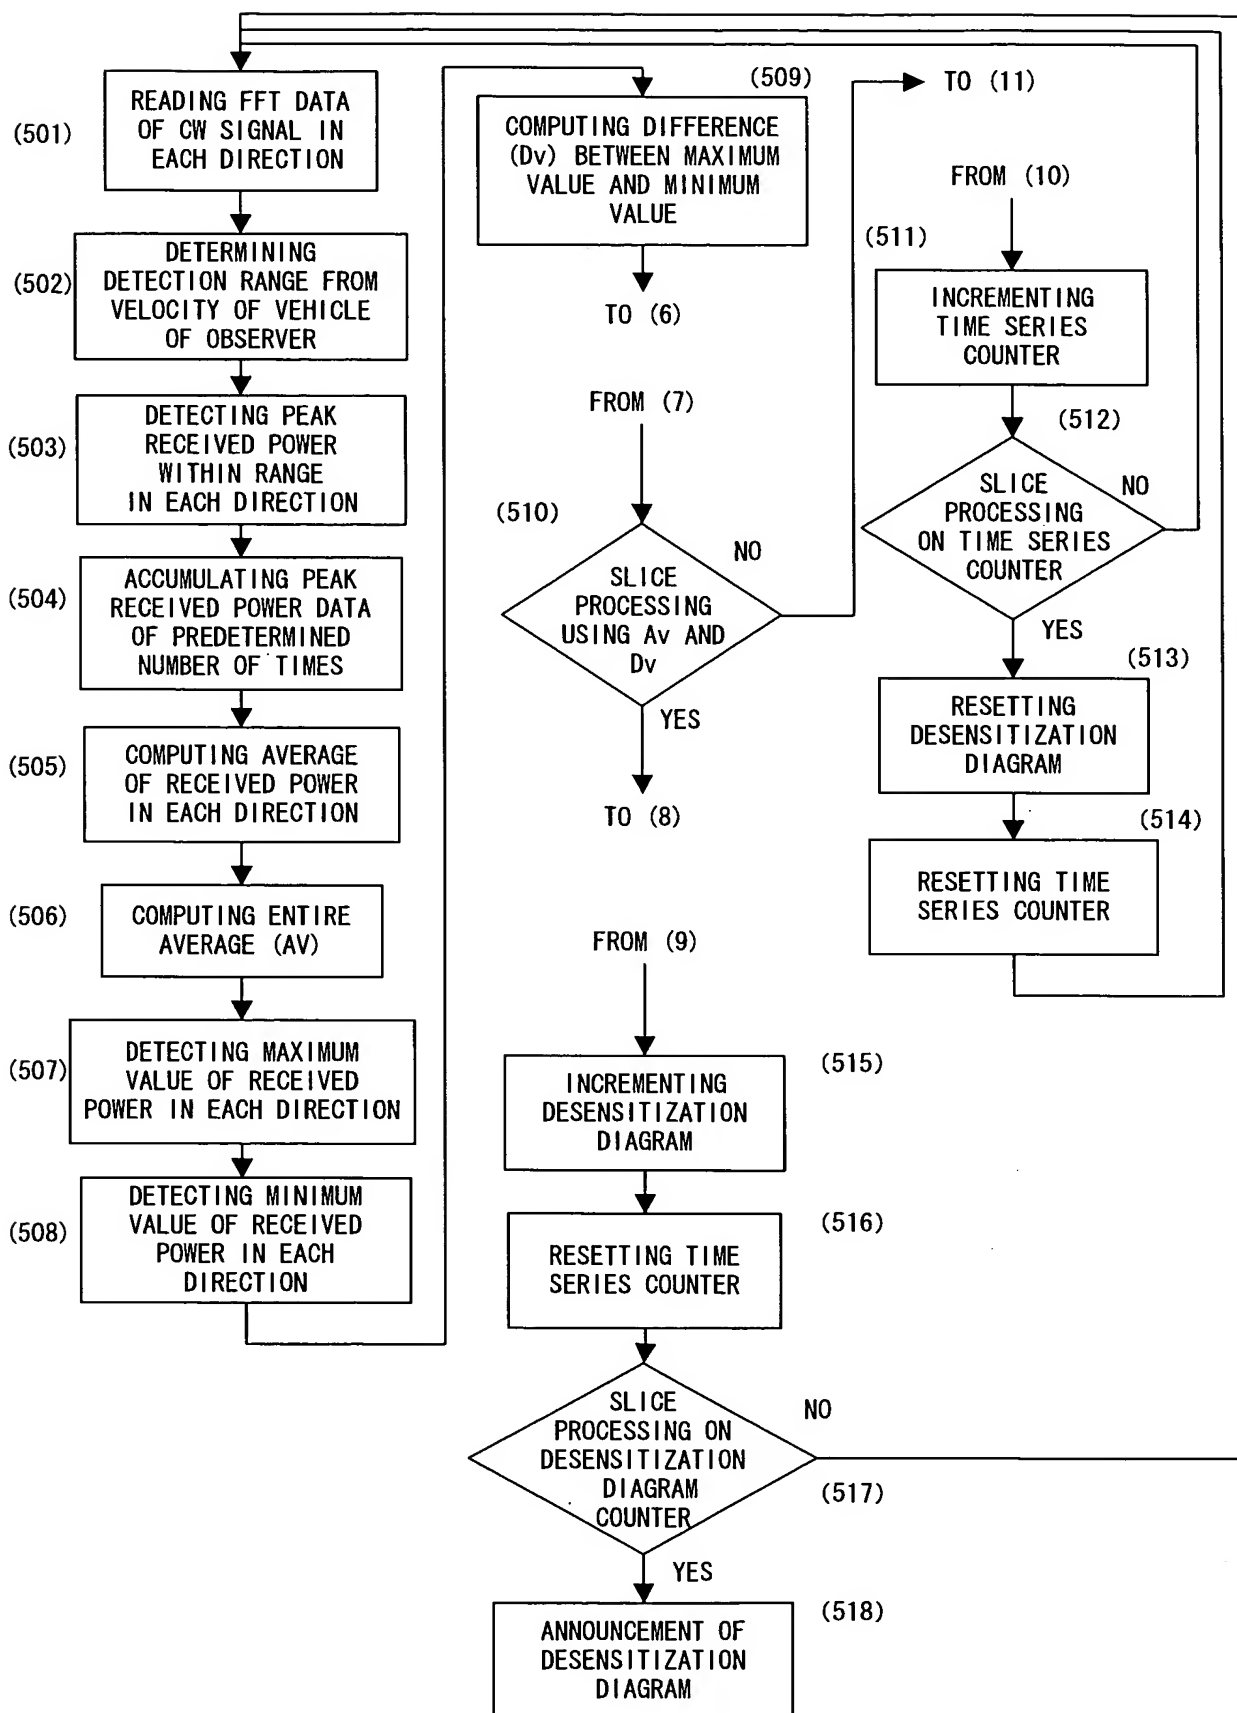 (501)
READING FFT DATA
OF CW SIGNAL IN
EACH DIRECTION
(502)
DETERMINING
DETECTION RANGE FROM
VELOCITY OF VEHICLE
OF OBSERVER
(503)
DETECTING PEAK
RECEIVED POWER
WITHIN RANGE
IN EACH DIRECTION
(504)
ACCUMULATING PEAK
RECEIVED POWER DATA
OF PREDETERMINED
NUMBER OF TIMES
(505)
COMPUTING AVERAGE
OF RECEIVED POWER
IN EACH DIRECTION
(506)
COMPUTING ENTIRE
AVERAGE (AV)
(507)
DETECTING MAXIMUM
VALUE OF RECEIVED
POWER IN EACH DIRECTION
(508)
DETECTING MINIMUM
VALUE OF RECEIVED
POWER IN EACH
DIRECTION
(509)
COMPUTING DIFFERENCE
(Dv) BETWEEN MAXIMUM
VALUE AND MINIMUM
VALUE
TO (6)
FROM (7)
(510)
SLICE
PROCESSING
USING Av AND
Dv
NO
YES
TO (8)
TO (11)
FROM (10)
(511)
INCREMENTING
TIME SERIES
COUNTER
(512)
SLICE
PROCESSING
ON TIME SERIES
COUNTER
NO
YES
(513)
RESETTING
DESENSITIZATION
DIAGRAM
(514)
RESETTING TIME
SERIES COUNTER
FROM (9)
(515)
INCREMENTING
DESENSITIZATION
DIAGRAM
(516)
RESETTING TIME
SERIES COUNTER
SLICE
PROCESSING ON
DESENSITIZATION
DIAGRAM
COUNTER
NO
(517)
YES
(518)
ANNOUNCEMENT OF
DESENSITIZATION
DIAGRAM